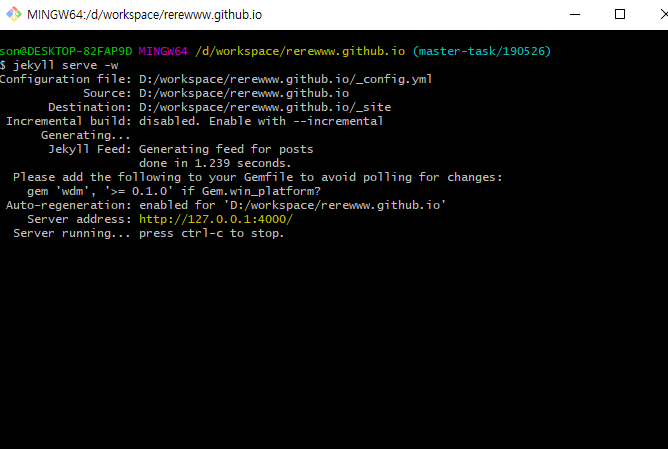 MINGW64:/d/workspace/rerewww.github.io
son@DESKTOP-82FAP9D MINGW64 /d/workspace/rerewww.github.io (master-task/190526)
$ jekyll serve -w
Configuration file: D:/workspace/rerewww.github.io/_config.yml
Source: D:/workspace/rerewww.github.io
Destination: D:/workspace/rerewww.github.io/_site
Incremental build: disabled. Enable with --incremental
Generating...
Jekyll Feed: Generating feed for posts
done in 1.239 seconds.
Please add the following to your Gemfile to avoid polling for changes:
gem 'wdm', '>= 0.1.0' if Gem.win_platform?
Auto-regeneration: enabled for 'D:/workspace/rerewww.github.io'
Server address: http://127.0.0.1:4000/
Server running... press ctrl-c to stop.